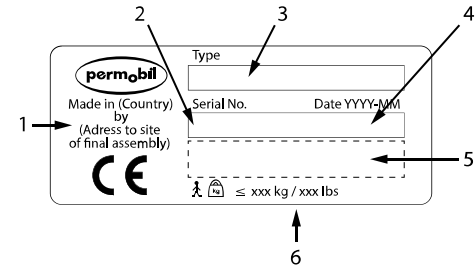 2
3
4
Type
permobil
Made in (Country)
by
(Adress to site
of final assembly)
Serial No.
Date YYYY-MM
1
5
CE
kg
≤ xxx kg / xxx lbs
6